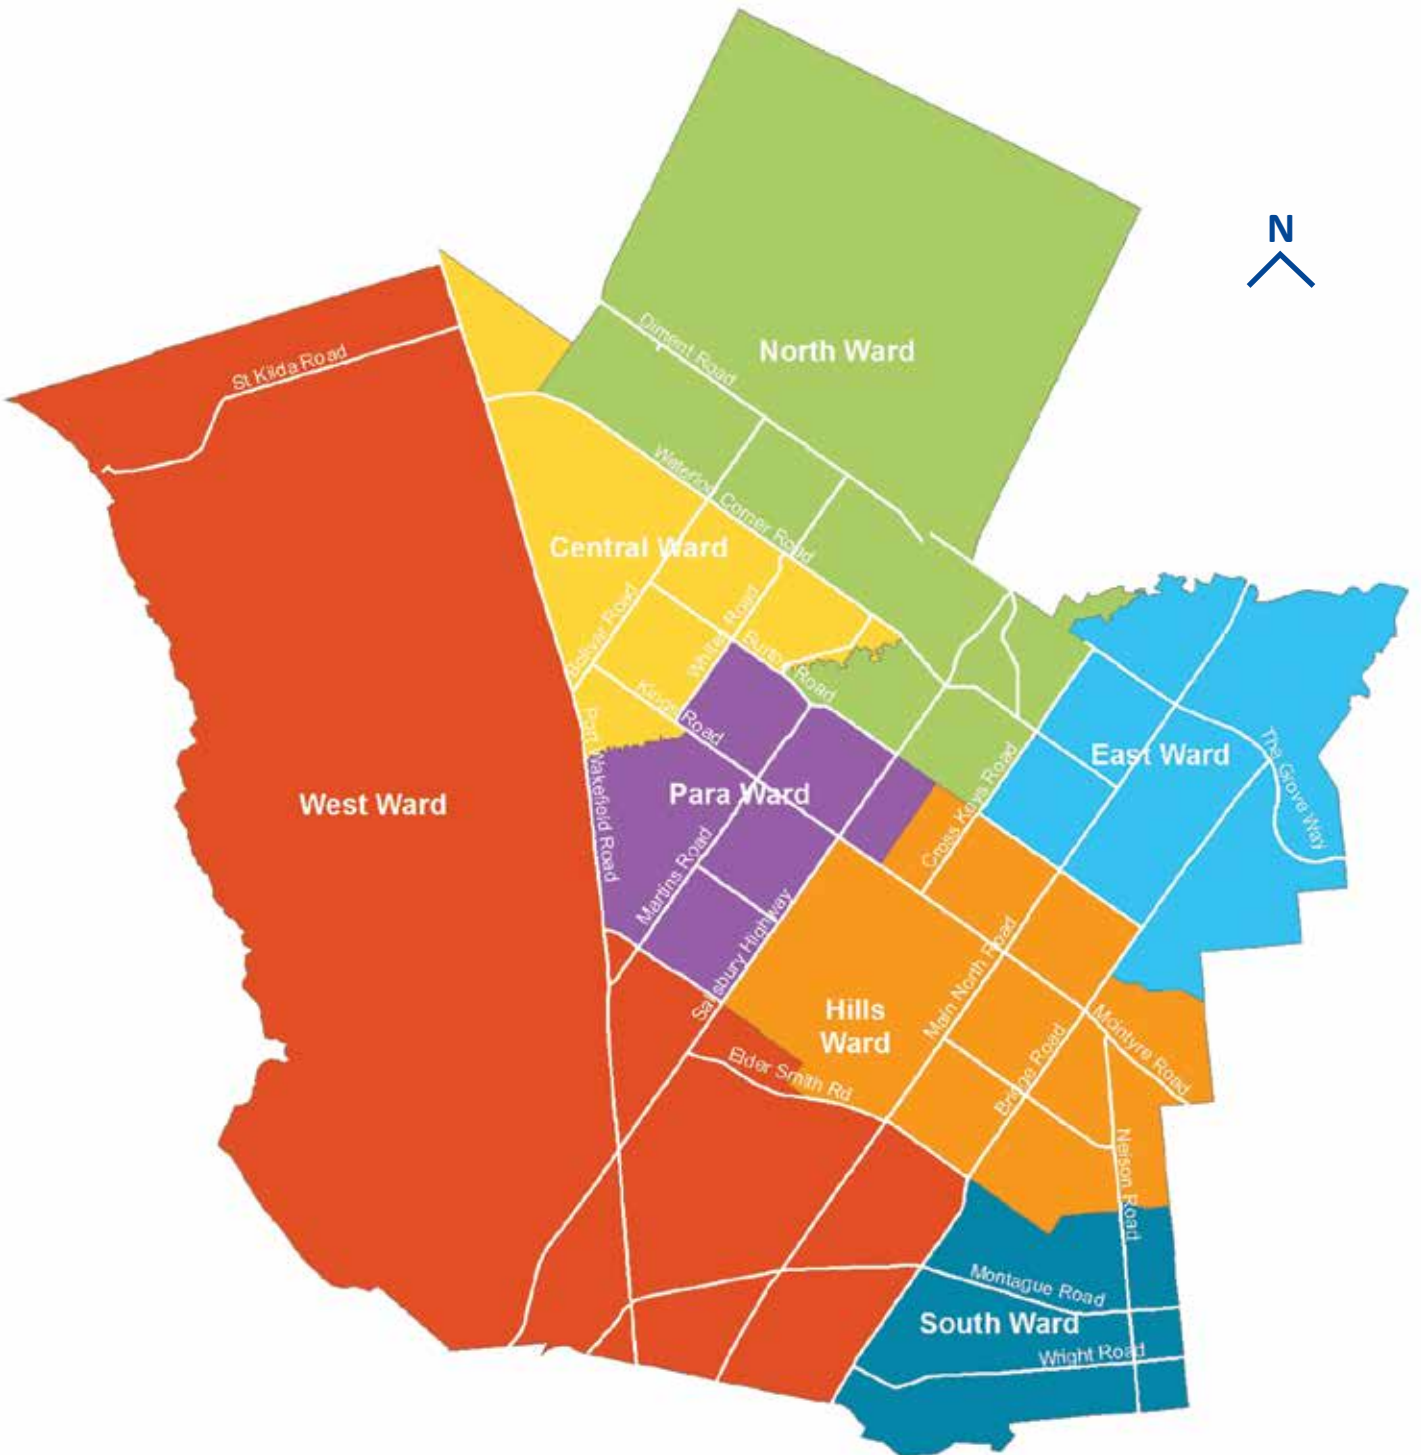 N
North Ward
Diment Road
St Kilda Road
Waterloo Corner Road
Central Ward
Bolivar Road
Whites Road
Burton Road
Kings Road
Port Wakefield Road
East Ward
The Grove Way
West Ward
Para Ward
Cross Keys Road
Martins Road
Salisbury Highway
Hills
Ward
Main North Road
McIntyre Road
Bridge Road
Elder Smith Rd
Nelson Road
Montague Road
South Ward
Wright Road